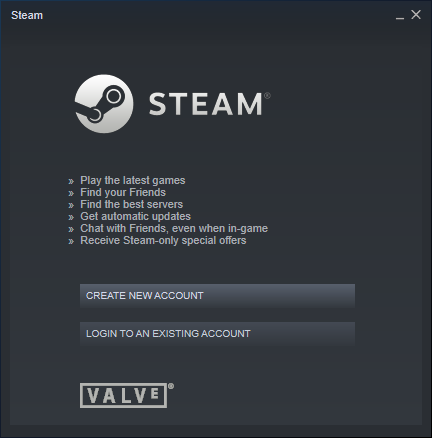 Steam
STEAM®
» Play the latest games
» Find your Friends
» Find the best servers
» Get automatic updates
» Chat with Friends, even when in-game
» Receive Steam-only special offers
CREATE NEW ACCOUNT
LOGIN TO AN EXISTING ACCOUNT
VALVE®